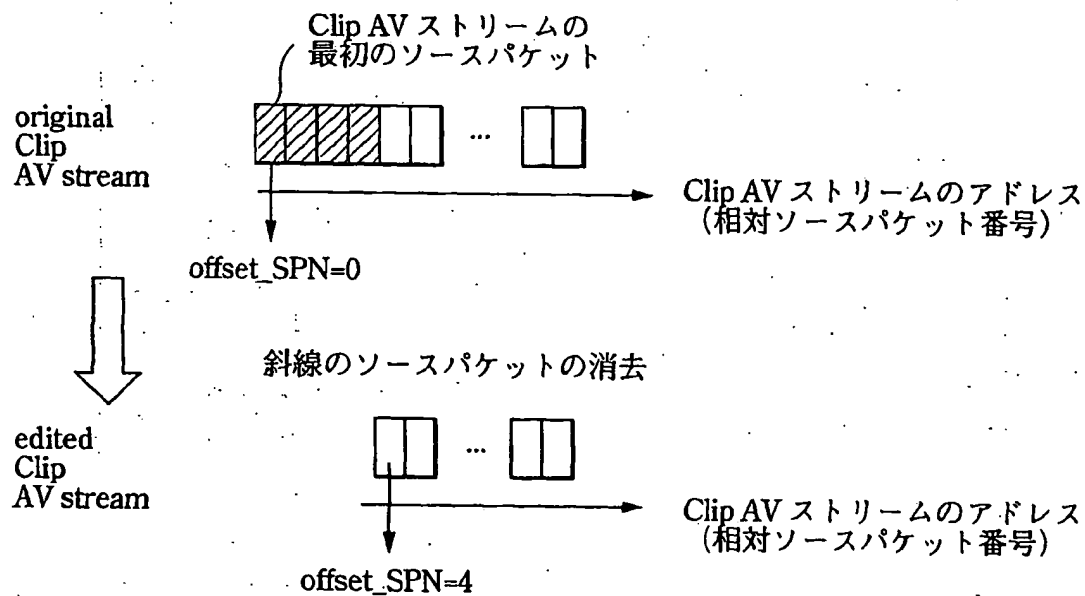 Clip AV ストリームの
最初のソースパケット
original
Clip
AV stream
...
Clip AV ストリームのアドレス
(相対ソースパケット番号)
offset_SPN=0
斜線のソースパケットの消去
edited
Clip
AV stream
...
Clip AV ストリームのアドレス
(相対ソースパケット番号)
offset_SPN=4